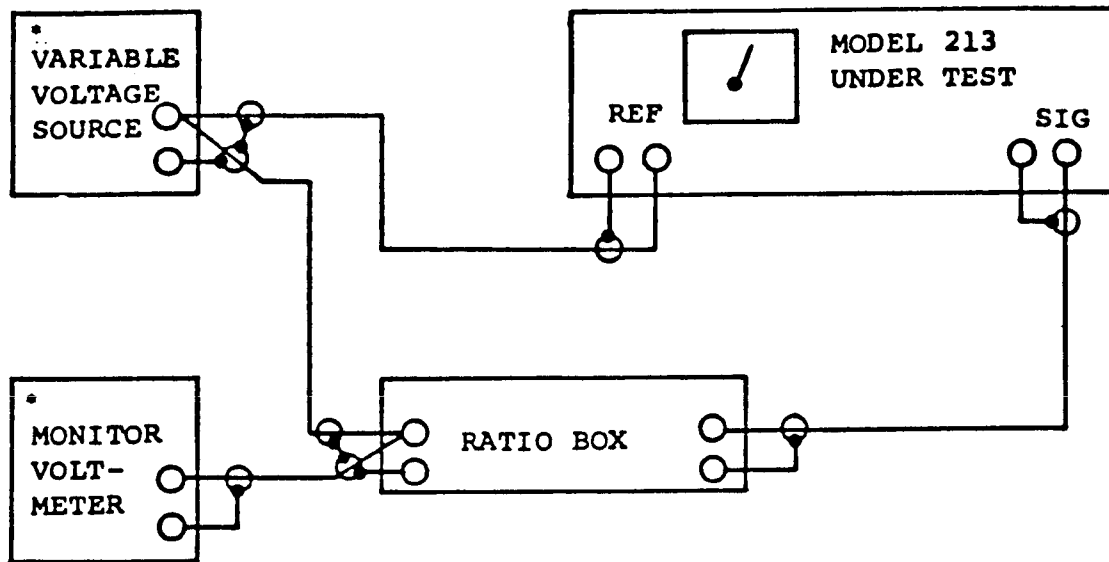 *
VARIABLE
VOLTAGE
SOURCE
MODEL 213
UNDER TEST
REF
SIG
*
MONITOR
VOLT-
METER
RATIO BOX